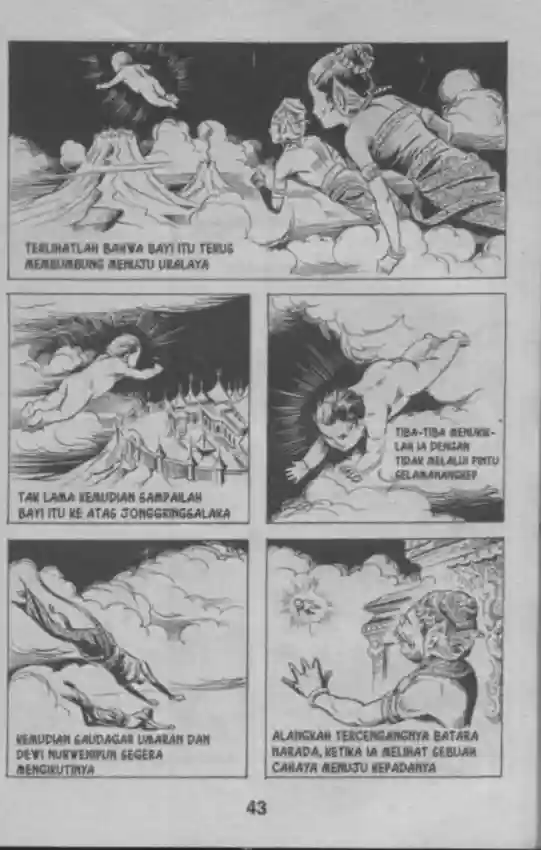 TERLIHATLAH BAHWA BAYI ITU TERUS
MEMBUMBUNG MENUJU URALAYA
TAK LAMA KEMUDIAN SAMPAILAH
BAYI ITU KE ATAS JONGGRINGSALAKA
TIBA-TIBA MENUKIK-
LAH IA DENGAN
TIDAK MELALUI PINTU
SELAMANANGKEP
KEMUDIAN SAUDAGAR UMARAN DAN
DEWI NURWENIPUN SEGERA
MENGIKUTINYA
ALANGKAH TERCENGANGNYA BATARA
NARADA, KETIKA IA MELIHAT SEBUAH
CAHAYA MENUJU KEPADANYA
43